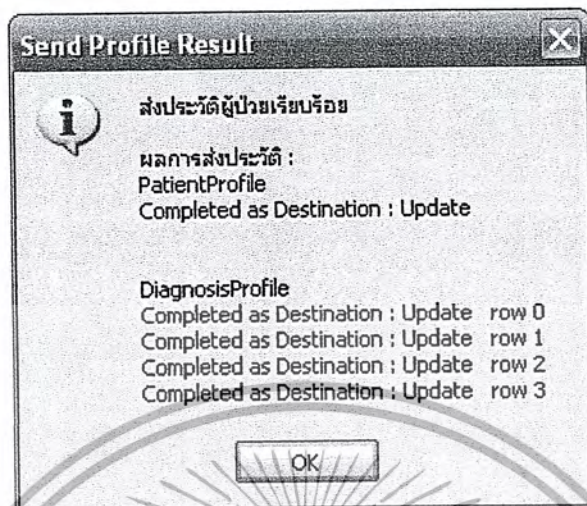 Send Profile Result
ส่งประวัติผู้ป่วยเรียบร้อย
ผลการส่งประวัติ :
PatientProfile
Completed as Destination : Update
DiagnosisProfile
Completed as Destination : Update row 0
Completed as Destination : Update row 1
Completed as Destination : Update row 2
Completed as Destination : Update row 3
OK